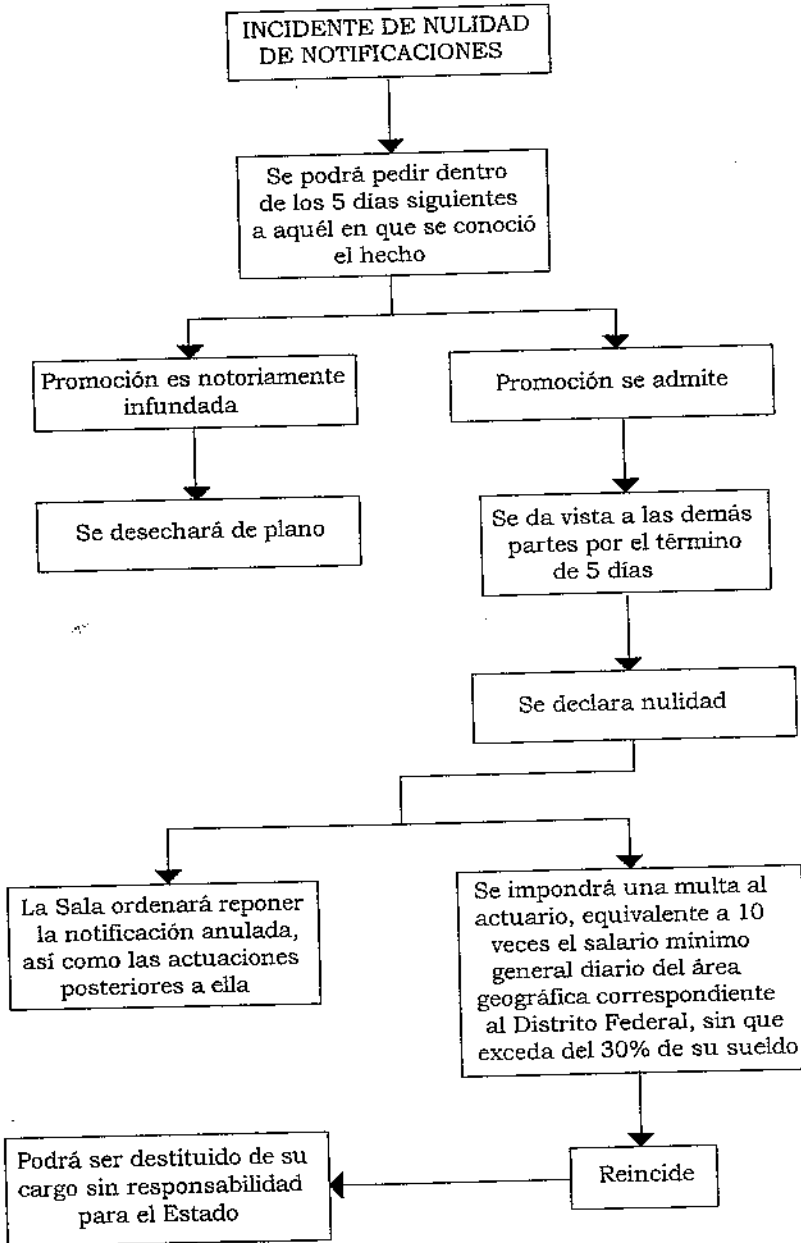 INCIDENTE DE NULIDAD
DE NOTIFICACIONES
Se podrá pedir dentro
de los 5 días siguientes
a aquél en que se conoció
el hecho
Promoción es notoriamente
infundada
Promoción se admite
Se desechará de plano
Se da vista a las demás
partes por el término
de 5 días
Se declara nulidad
La Sala ordenará reponer
la notificación anulada,
así como las actuaciones
posteriores a ella
Se impondrá una multa al
actuario, equivalente a 10
veces el salario mínimo
general diario del área
geográfica correspondiente
al Distrito Federal, sin que
exceda del 30% de su sueldo
Reincide
Podrá ser destituido de su
cargo sin responsabilidad
para el Estado